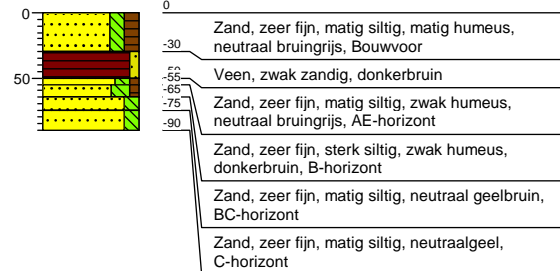 0
0
Zand, zeer fijn, matig siltig, matig humeus,
neutraal bruingrijs, Bouwvoor
-30
Veen, zwak zandig, donkerbruin
50
-50
-55
Zand, zeer fijn, matig siltig, zwak humeus,
neutraal bruingrijs, AE-horizont
-65
-75
-90
Zand, zeer fijn, sterk siltig, zwak humeus,
donkerbruin, B-horizont
Zand, zeer fijn, matig siltig, neutraal geelbruin,
BC-horizont
Zand, zeer fijn, matig siltig, neutraalgeel,
C-horizont